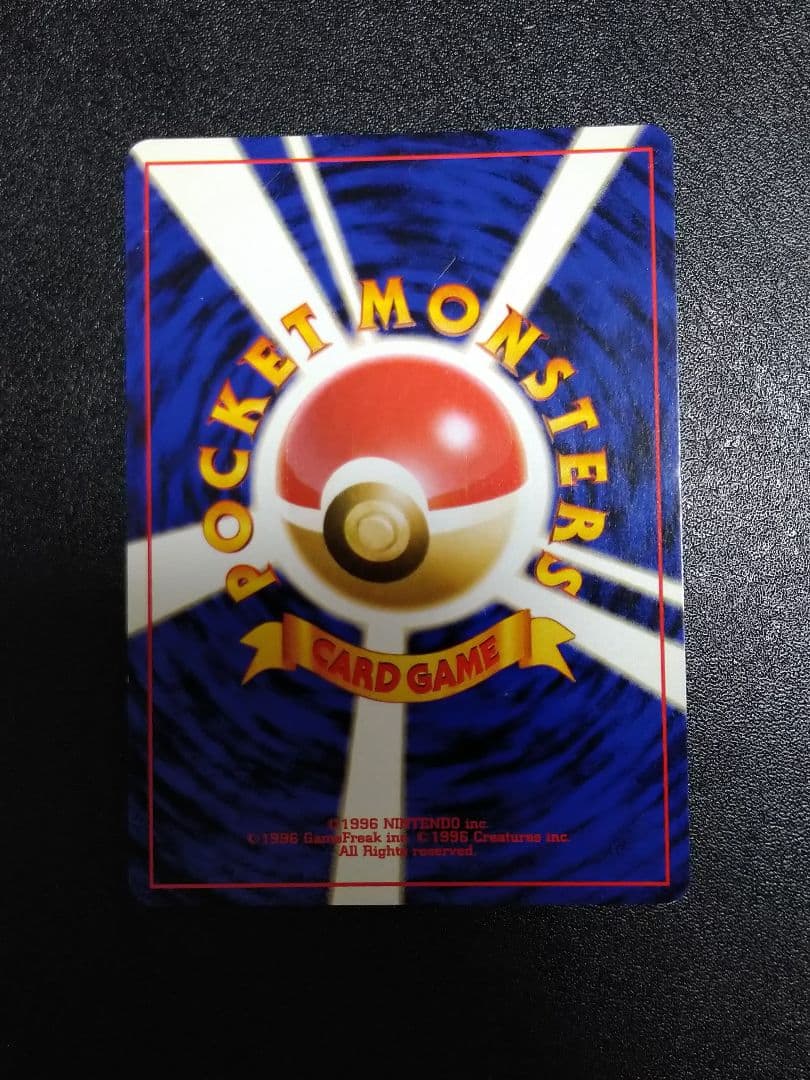 POCKET MONSTERS
CARD GAME
©1996 NINTENDO inc.
©1996 GameFreak inc. ©1996 Creatures inc.
All Rights reserved.